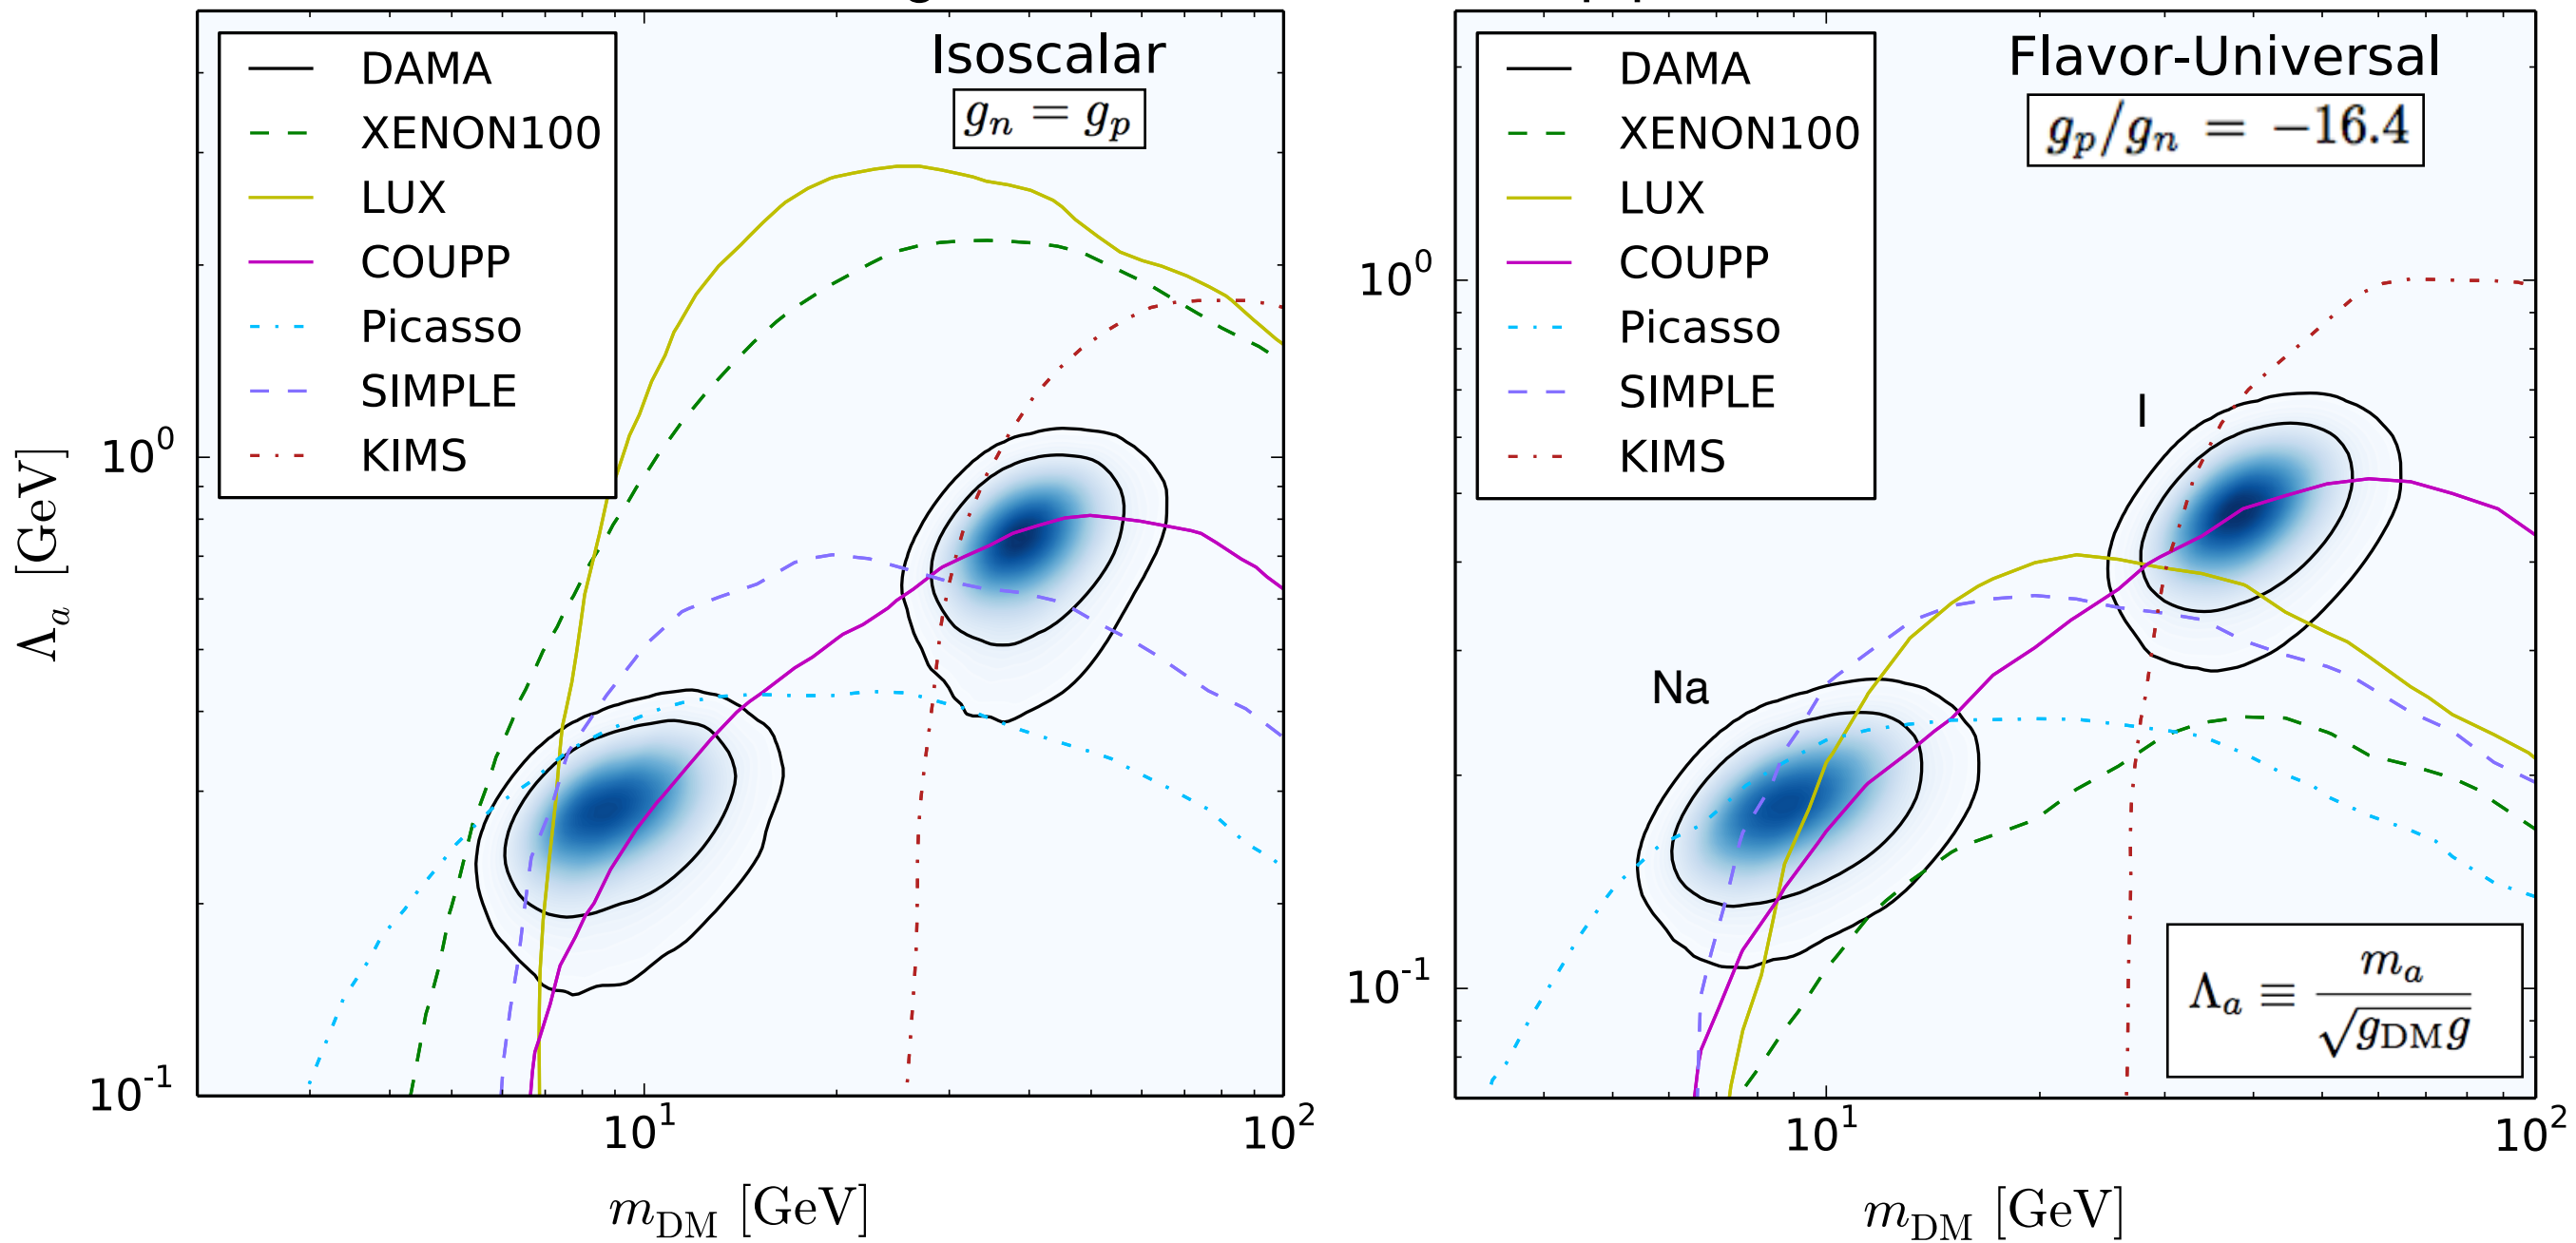 Isoscalar
g_n = g_p
DAMA
XENON100
LUX
COUPP
Picasso
SIMPLE
KIMS
10^0
10^-1
Λ_a [GeV]
10^1
10^2
m_DM [GeV]
Flavor-Universal
g_p/g_n = −16.4
DAMA
XENON100
LUX
COUPP
Picasso
SIMPLE
KIMS
10^0
I
Na
10^-1
Λ_a ≡ m_a / √(g_DM g)
10^1
10^2
m_DM [GeV]